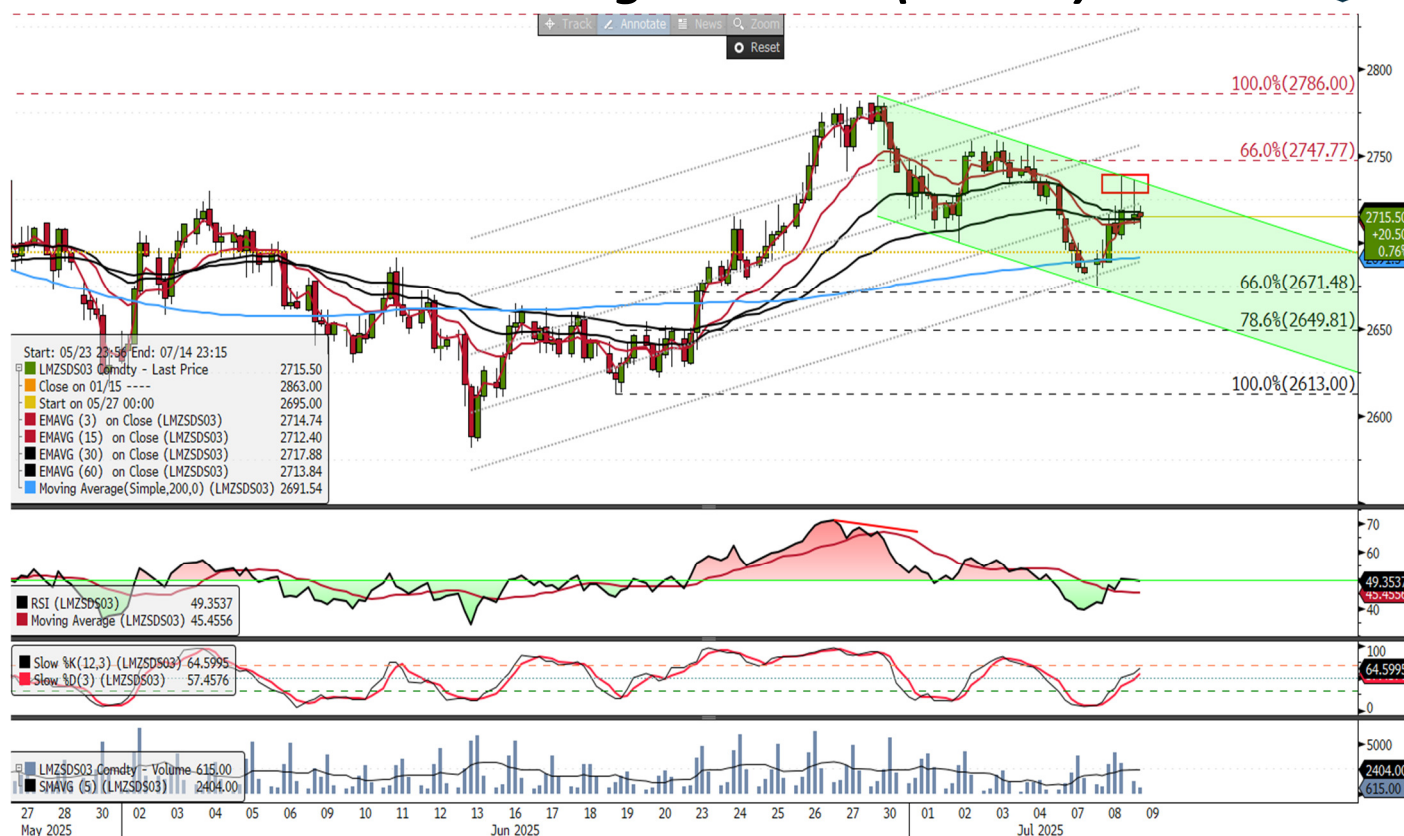 Track Annotate News Zoom
Reset
2800
100.0%(2786.00)
2750
66.0%(2747.77)
2715.50
+20.50
0.76%
66.0%(2671.48)
78.6%(2649.81)
2650
100.0%(2613.00)
2600
Start: 05/23 23:56 End: 07/14 23:15
LMZSDS03 Comdty - Last Price 2715.50
Close on 01/15 ---- 2863.00
Start on 05/27 00:00 2695.00
EMAVG (3) on Close (LMZSDS03) 2714.74
EMAVG (15) on Close (LMZSDS03) 2712.40
EMAVG (30) on Close (LMZSDS03) 2717.88
EMAVG (60) on Close (LMZSDS03) 2713.84
Moving Average(Simple,200,0) (LMZSDS03) 2691.54
70
60
49.3537
45.4556
40
RSI (LMZSDS03) 49.3537
Moving Average (LMZSDS03) 45.4556
100
64.5995
0
Slow %K(12,3) (LMZSDS03) 64.5995
Slow %D(3) (LMZSDS03) 57.4576
5000
2404.00
615.00
LMZSDS03 Comdty - Volume 615.00
SMAVG (5) (LMZSDS03) 2404.00
27 28 30 02 03 04 05 06 09 10 11 12 13 16 17 18 19 20 23 24 25 26 27 30 01 02 03 04 07 08 09
May 2025 Jun 2025 Jul 2025